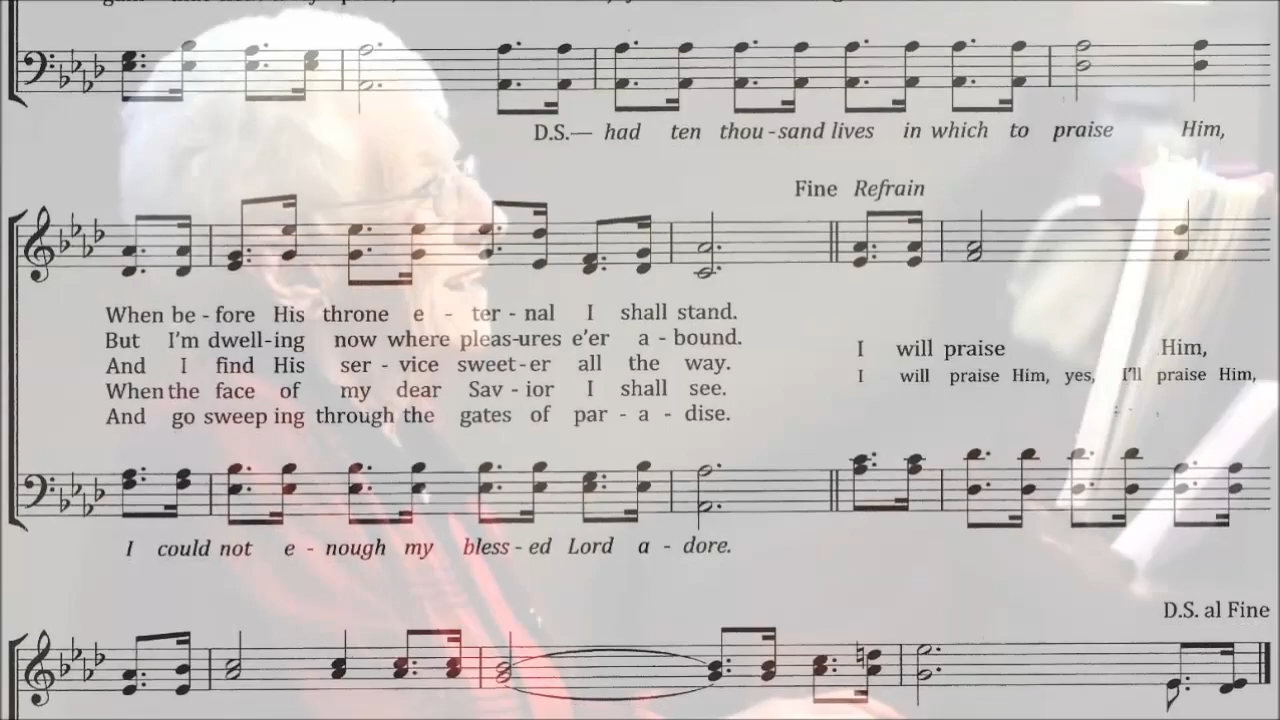 D.S.— had ten thou - sand lives in which to praise Him,
Fine Refrain
When be - fore His throne e - ter - nal I shall stand.
But I'm dwell - ing now where pleas - ures e'er a - bound.
And I find His ser - vice sweet - er all the way.
When the face of my dear Sav - ior I shall see.
And go sweep ing through the gates of par - a - dise.
I will praise Him,
I will praise Him, yes, I'll praise Him,
I could not e - nough my bless - ed Lord a - dore.
D.S. al Fine